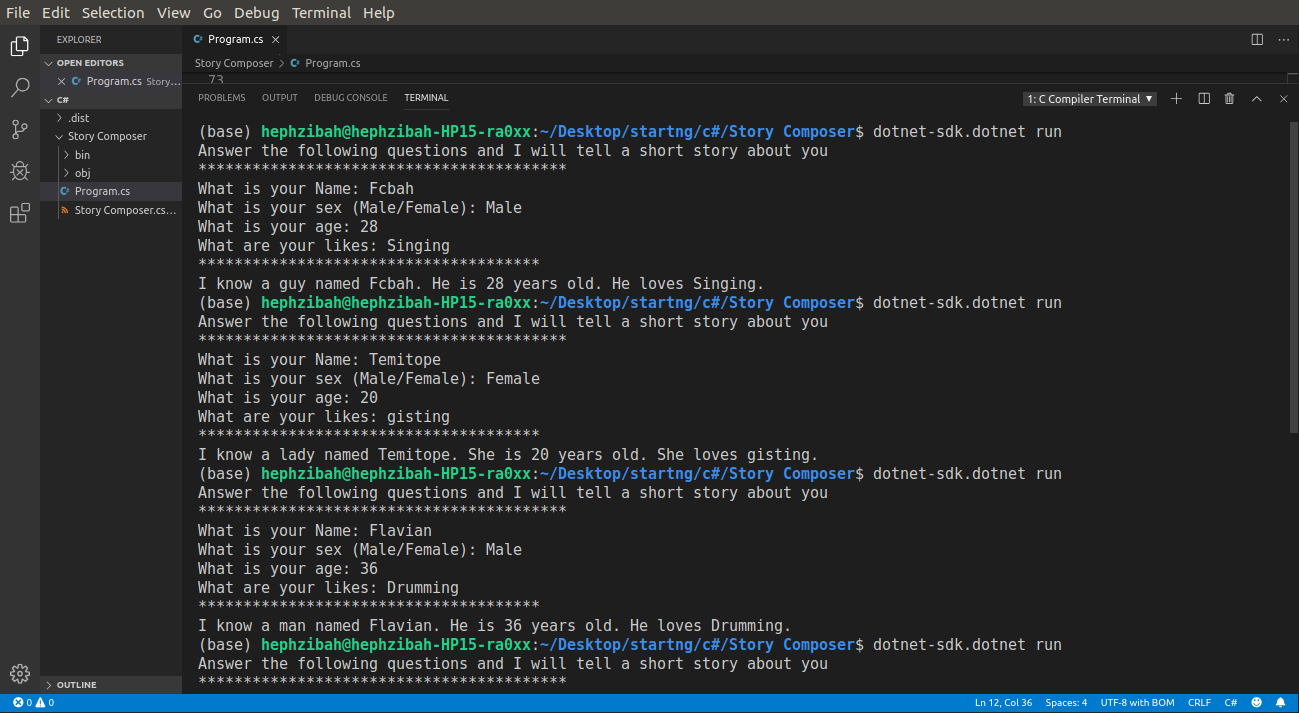 File Edit Selection View Go Debug Terminal Help
EXPLORER
OPEN EDITORS
Program.cs Story...
C#
.dist
Story Composer
bin
obj
Program.cs
Story Composer.cs...
OUTLINE
Program.cs
Story Composer > Program.cs
73
PROBLEMS OUTPUT DEBUG CONSOLE TERMINAL
1: C Compiler Terminal
(base) hephzibah@hephzibah-HP15-ra0xx:~/Desktop/startng/c#/Story Composer$ dotnet-sdk.dotnet run
Answer the following questions and I will tell a short story about you
*****************************************
What is your Name: Fcbah
What is your sex (Male/Female): Male
What is your age: 28
What are your likes: Singing
**************************************
I know a guy named Fcbah. He is 28 years old. He loves Singing.
(base) hephzibah@hephzibah-HP15-ra0xx:~/Desktop/startng/c#/Story Composer$ dotnet-sdk.dotnet run
Answer the following questions and I will tell a short story about you
*****************************************
What is your Name: Temitope
What is your sex (Male/Female): Female
What is your age: 20
What are your likes: gisting
**************************************
I know a lady named Temitope. She is 20 years old. She loves gisting.
(base) hephzibah@hephzibah-HP15-ra0xx:~/Desktop/startng/c#/Story Composer$ dotnet-sdk.dotnet run
Answer the following questions and I will tell a short story about you
*****************************************
What is your Name: Flavian
What is your sex (Male/Female): Male
What is your age: 36
What are your likes: Drumming
**************************************
I know a man named Flavian. He is 36 years old. He loves Drumming.
(base) hephzibah@hephzibah-HP15-ra0xx:~/Desktop/startng/c#/Story Composer$ dotnet-sdk.dotnet run
Answer the following questions and I will tell a short story about you
*****************************************
0 0 Ln 12, Col 36 Spaces: 4 UTF-8 with BOM CRLF C#